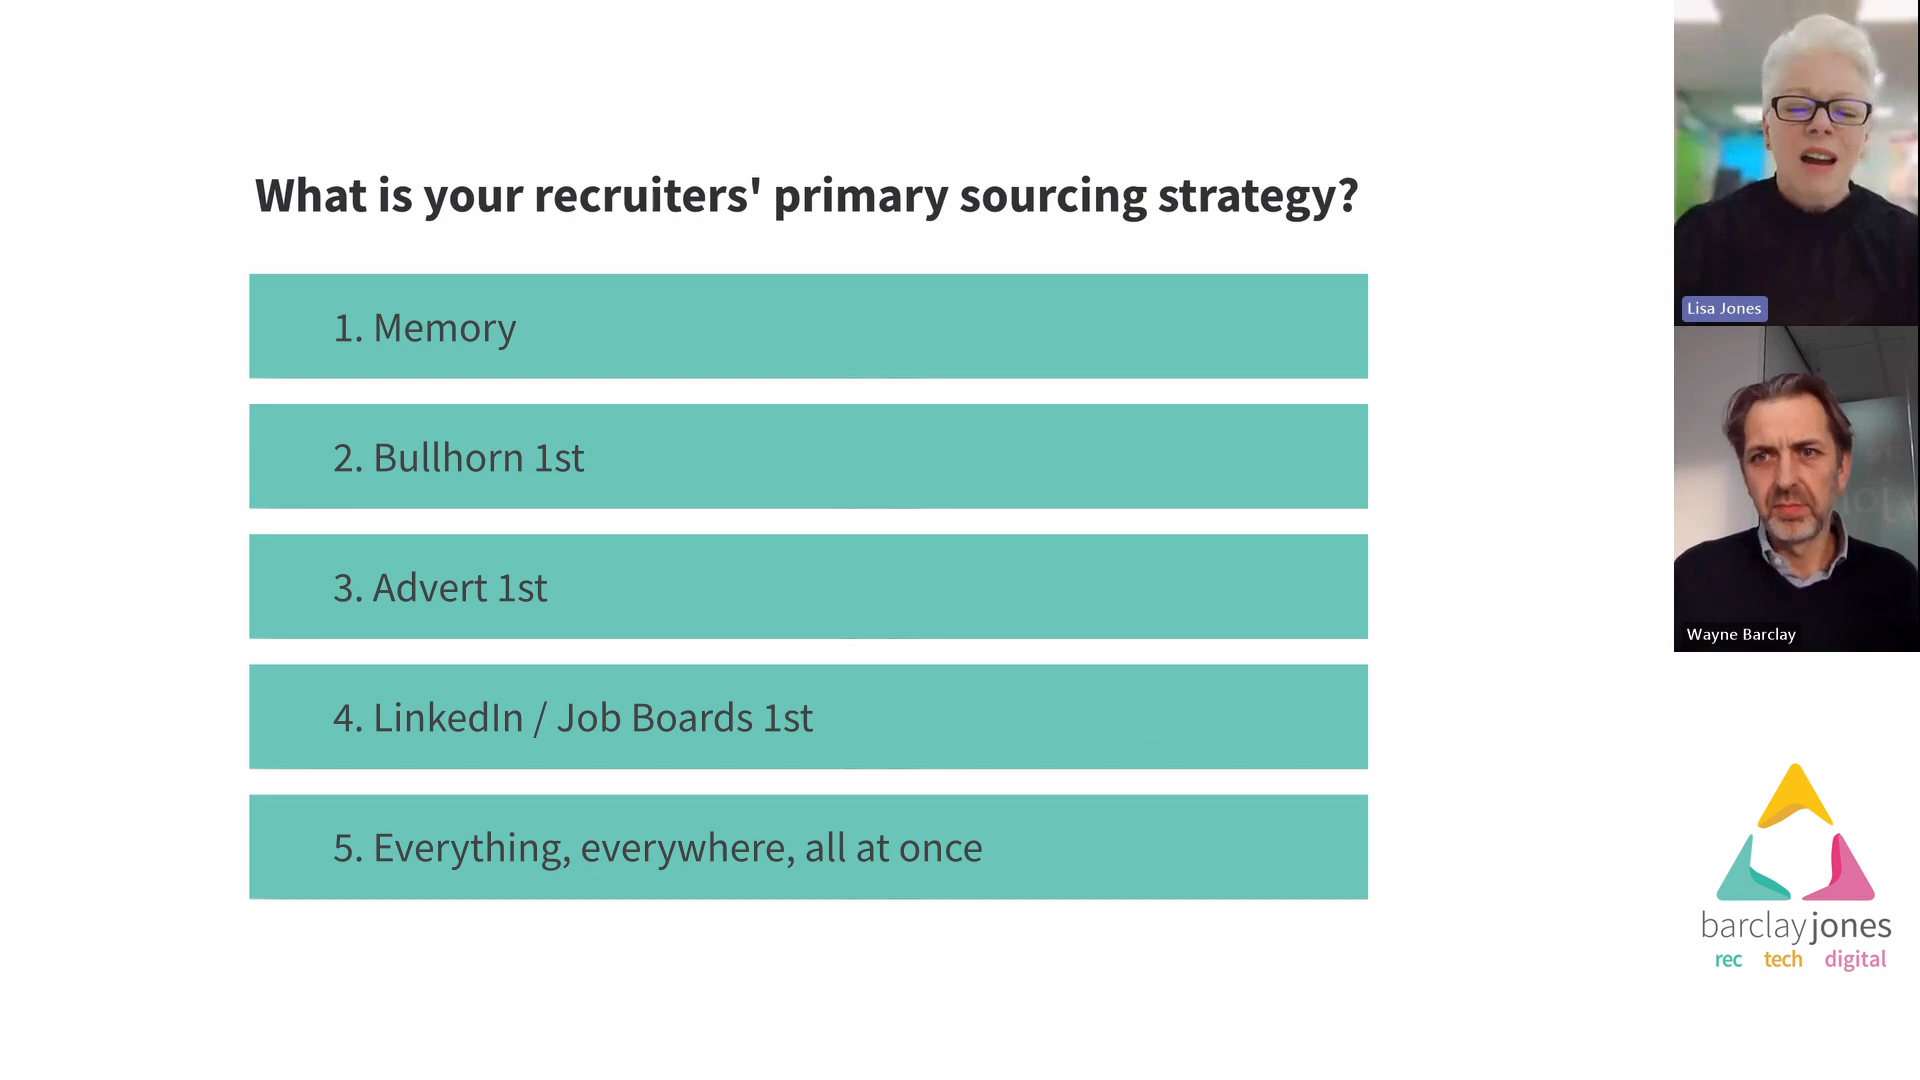 What is your recruiters' primary sourcing strategy?
1. Memory
2. Bullhorn 1st
3. Advert 1st
4. LinkedIn / Job Boards 1st
5. Everything, everywhere, all at once
Lisa Jones
Wayne Barclay
barclayjones
rec tech digital